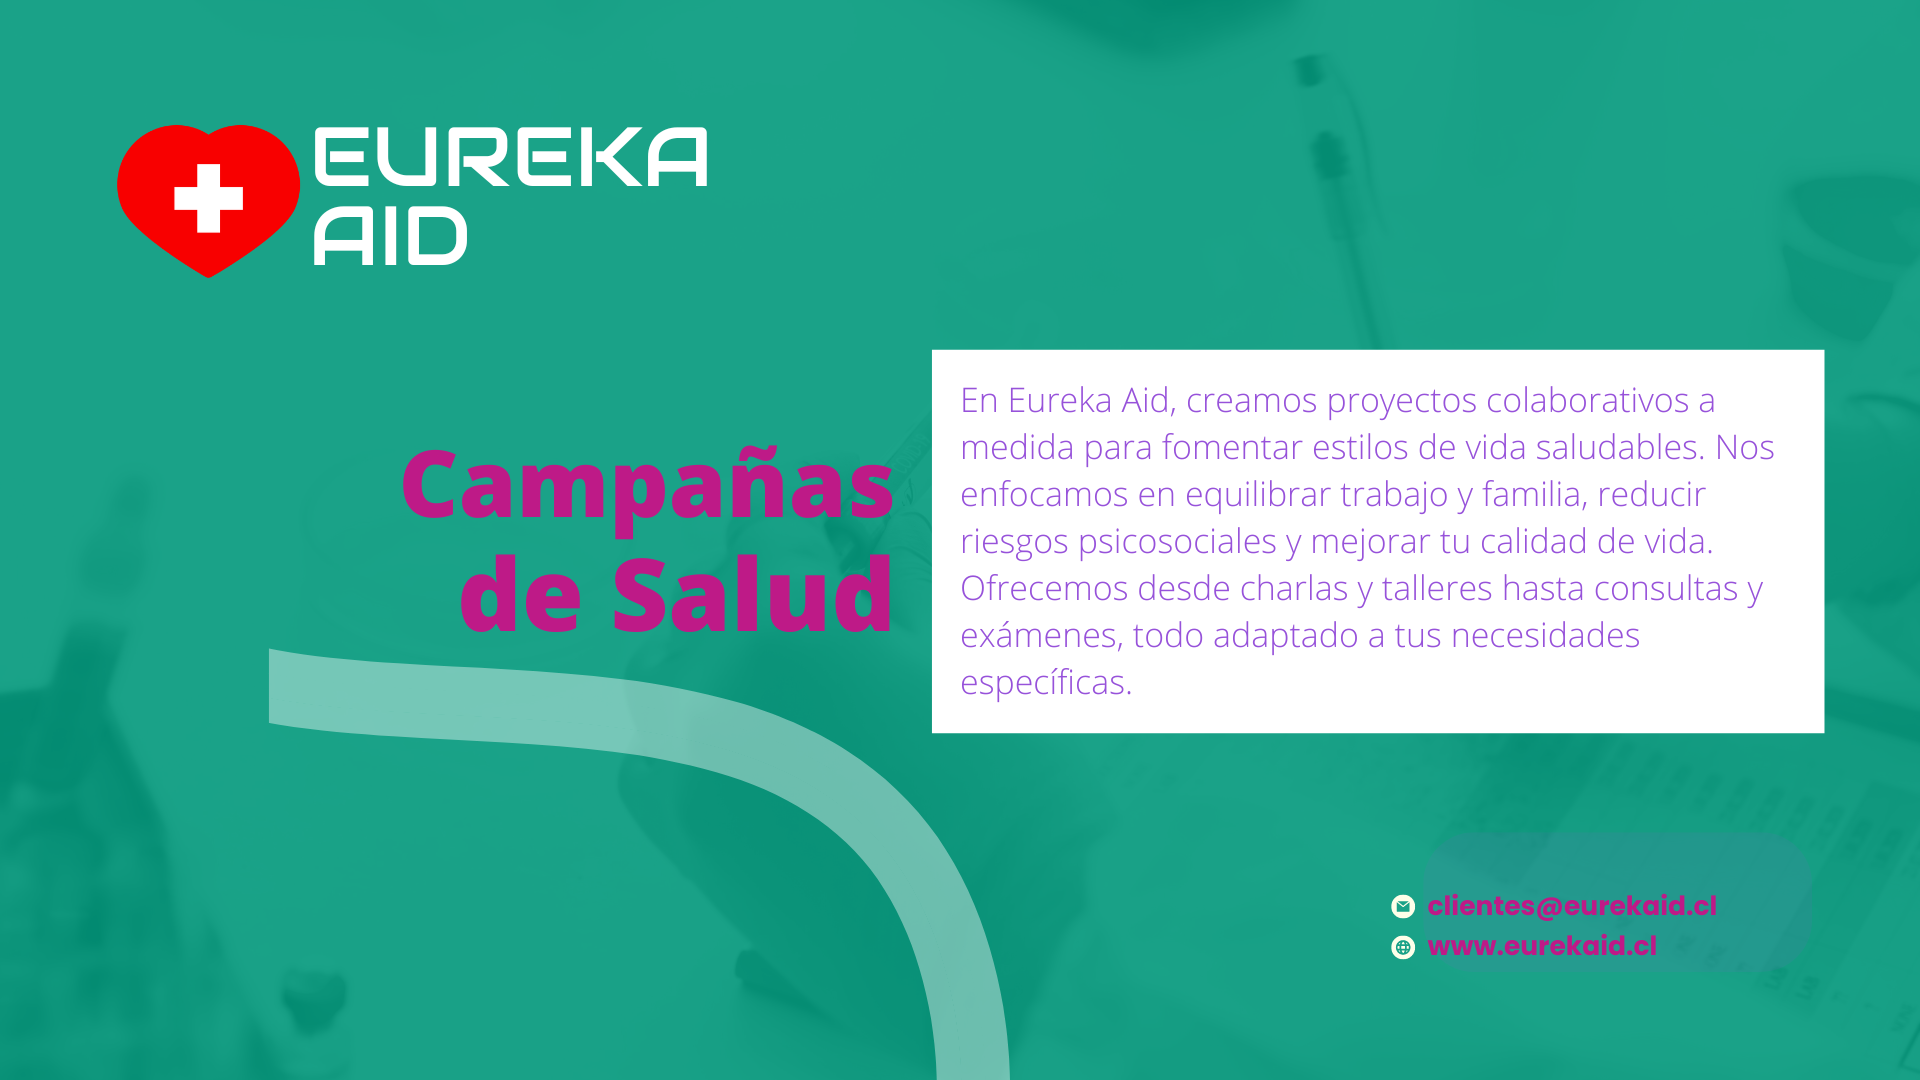 EUREKA
AID
Campañas
de Salud
En Eureka Aid, creamos proyectos colaborativos a
medida para fomentar estilos de vida saludables. Nos
enfocamos en equilibrar trabajo y familia, reducir
riesgos psicosociales y mejorar tu calidad de vida.
Ofrecemos desde charlas y talleres hasta consultas y
exámenes, todo adaptado a tus necesidades
específicas.
clientes@eurekaid.cl
www.eurekaid.cl